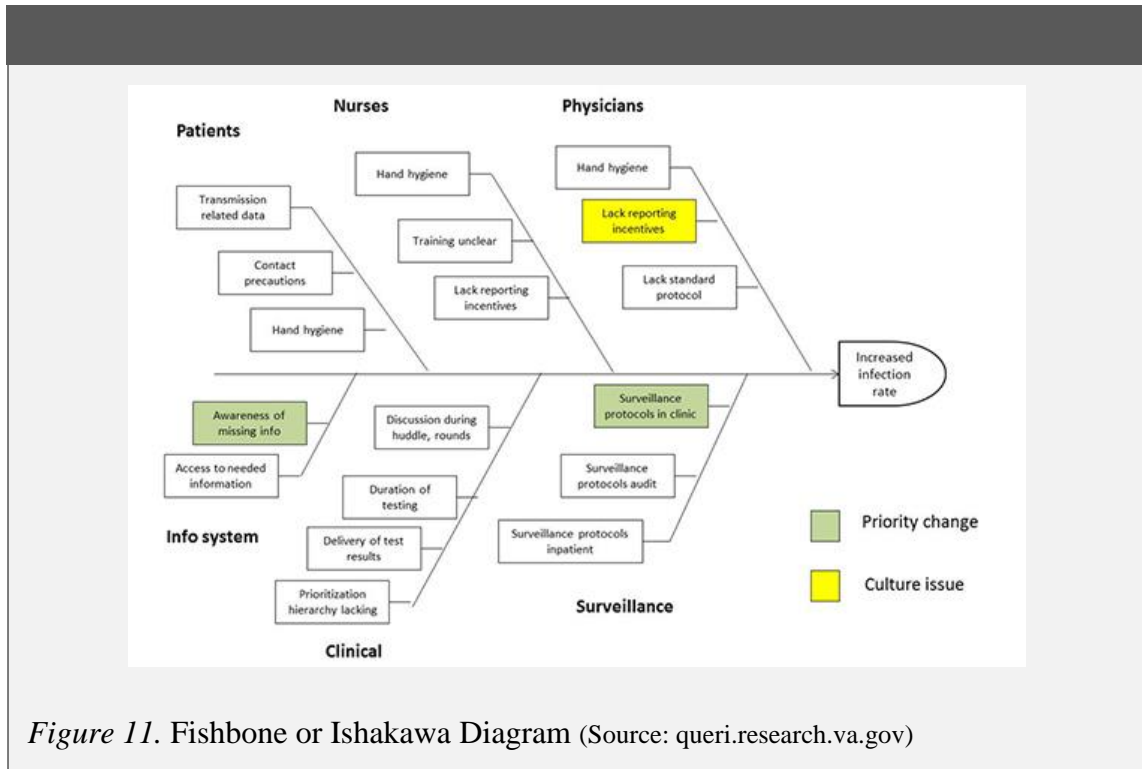 Nurses
Physicians
Patients
Hand hygiene
Hand hygiene
Transmission
related data
Lack reporting
incentives
Training unclear
Contact
precautions
Lack standard
protocol
Lack reporting
incentives
Hand hygiene
Increased
infection
rate
Awareness of
missing info
Discussion during
huddle, rounds
Surveillance
protocols in clinic
Access to needed
information
Surveillance
protocols audit
Duration of
testing
Info system
Delivery of test
results
Surveillance protocols
inpatient
Priority change
Prioritization
hierarchy lacking
Culture issue
Surveillance
Clinical
Figure 11. Fishbone or Ishakawa Diagram (Source: queri.research.va.gov)